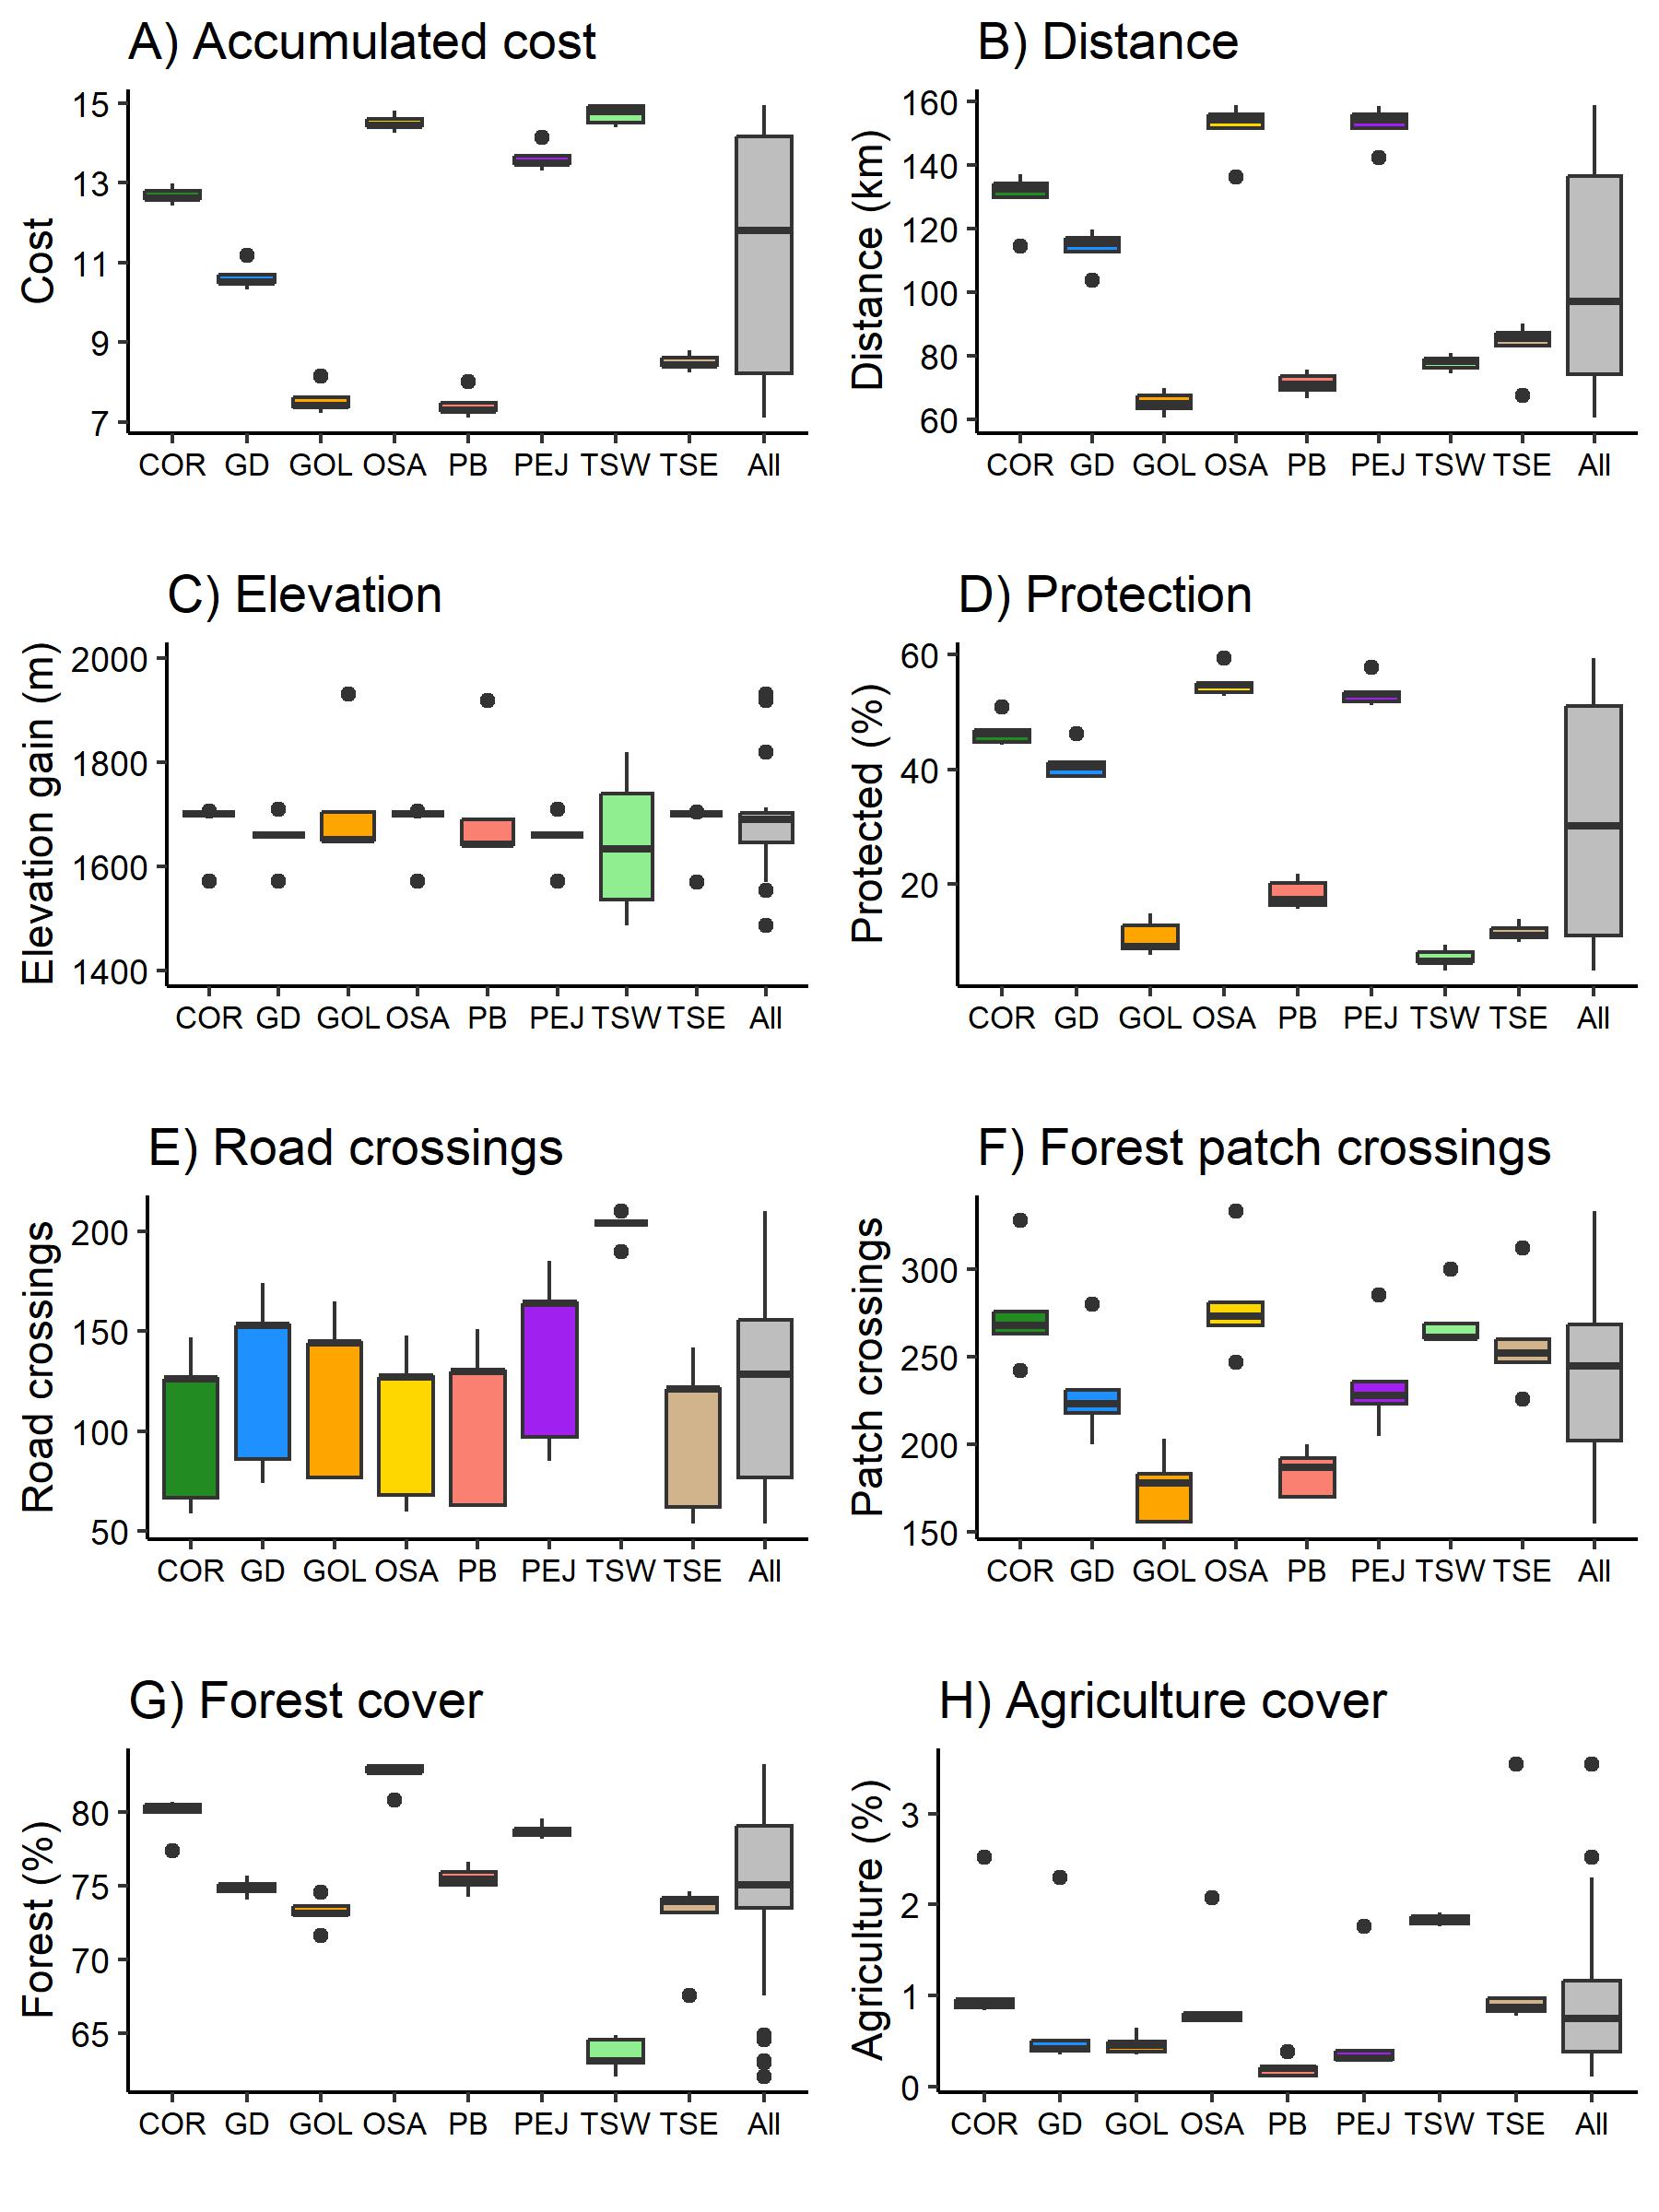 A) Accumulated cost
Cost
15
13
11
9
7
COR GD GOL OSA PB PEJ TSW TSE All
B) Distance
Distance (km)
160
140
120
100
80
60
COR GD GOL OSA PB PEJ TSW TSE All
C) Elevation
Elevation gain (m)
2000
1800
1600
1400
COR GD GOL OSA PB PEJ TSW TSE All
D) Protection
Protected (%)
60
40
20
COR GD GOL OSA PB PEJ TSW TSE All
E) Road crossings
Road crossings
200
150
100
50
COR GD GOL OSA PB PEJ TSW TSE All
F) Forest patch crossings
Patch crossings
300
250
200
150
COR GD GOL OSA PB PEJ TSW TSE All
G) Forest cover
Forest (%)
80
75
70
65
COR GD GOL OSA PB PEJ TSW TSE All
H) Agriculture cover
Agriculture (%)
3
2
1
0
COR GD GOL OSA PB PEJ TSW TSE All